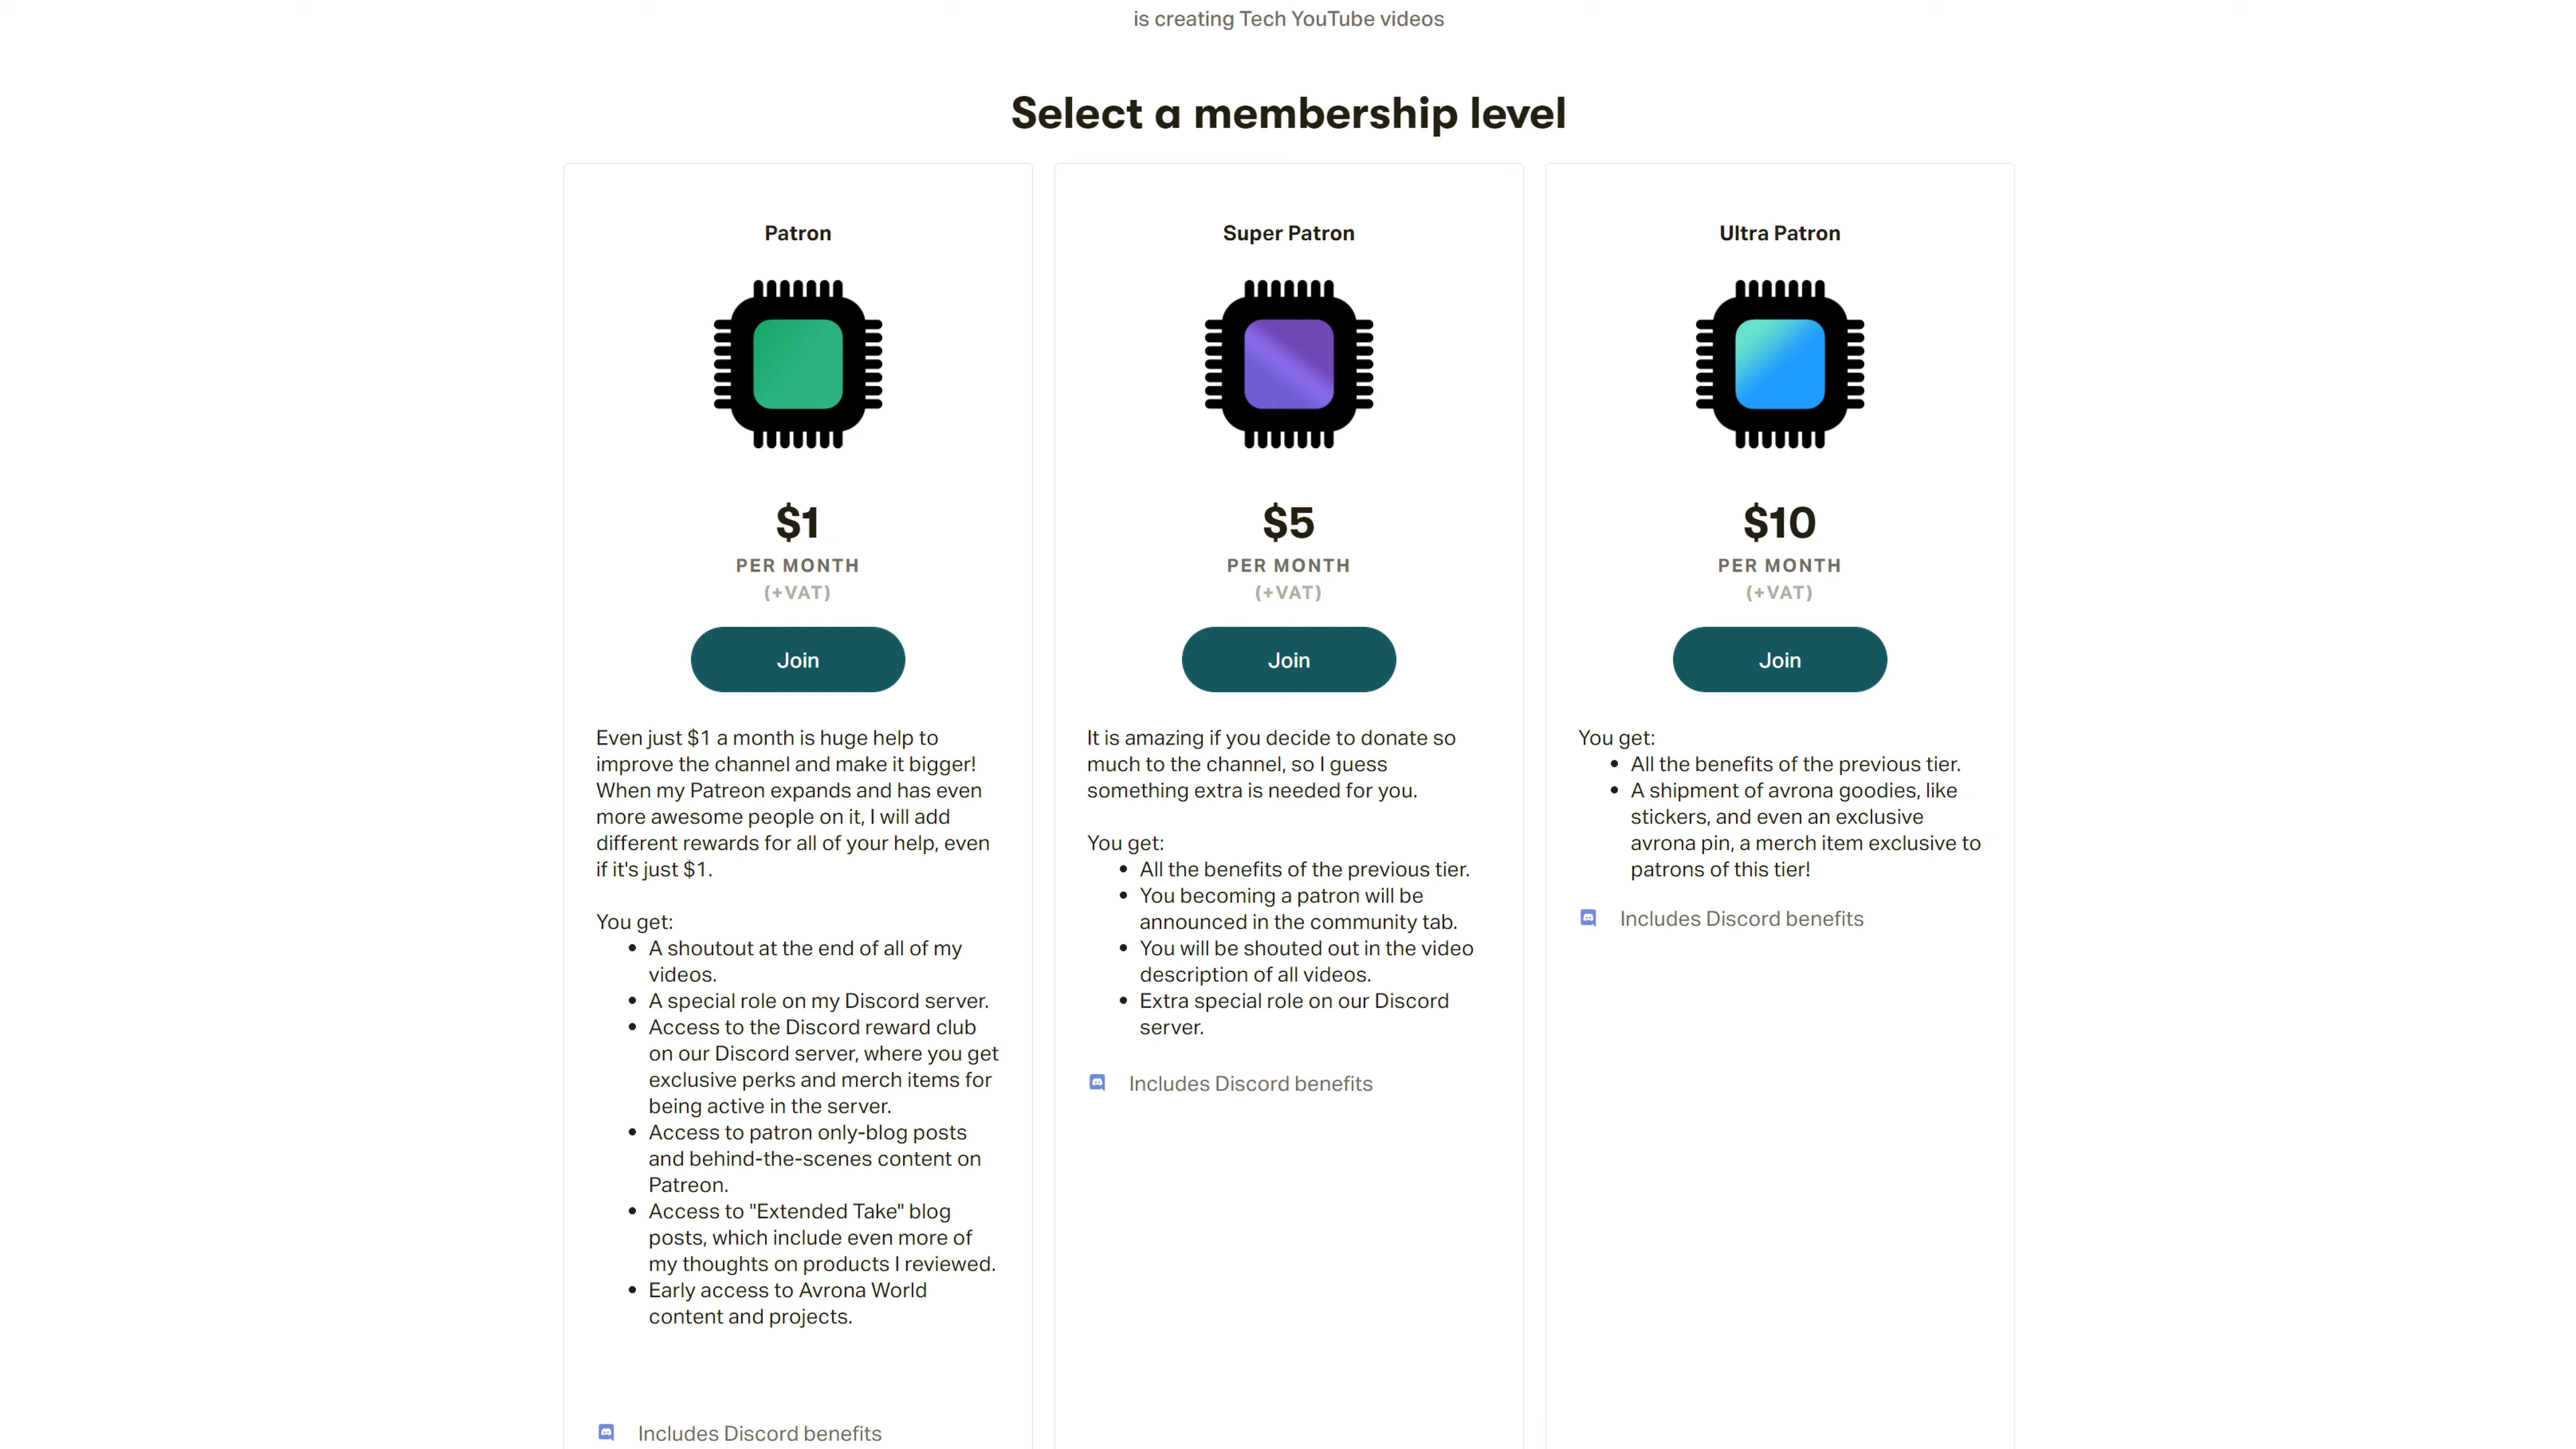 is creating Tech YouTube videos
Select a membership level
Patron
$1
PER MONTH
(+VAT)
Join
Even just $1 a month is huge help to
improve the channel and make it bigger!
When my Patreon expands and has even
more awesome people on it, I will add
different rewards for all of your help, even
if it's just $1.
You get:
• A shoutout at the end of all of my
videos.
• A special role on my Discord server.
• Access to the Discord reward club
on our Discord server, where you get
exclusive perks and merch items for
being active in the server.
• Access to patron only-blog posts
and behind-the-scenes content on
Patreon.
• Access to "Extended Take" blog
posts, which include even more of
my thoughts on products I reviewed.
• Early access to Avrona World
content and projects.
Includes Discord benefits
Super Patron
$5
PER MONTH
(+VAT)
Join
It is amazing if you decide to donate so
much to the channel, so I guess
something extra is needed for you.
You get:
• All the benefits of the previous tier.
• You becoming a patron will be
announced in the community tab.
• You will be shouted out in the video
description of all videos.
• Extra special role on our Discord
server.
Includes Discord benefits
Ultra Patron
$10
PER MONTH
(+VAT)
Join
You get:
• All the benefits of the previous tier.
• A shipment of avrona goodies, like
stickers, and even an exclusive
avrona pin, a merch item exclusive to
patrons of this tier!
Includes Discord benefits